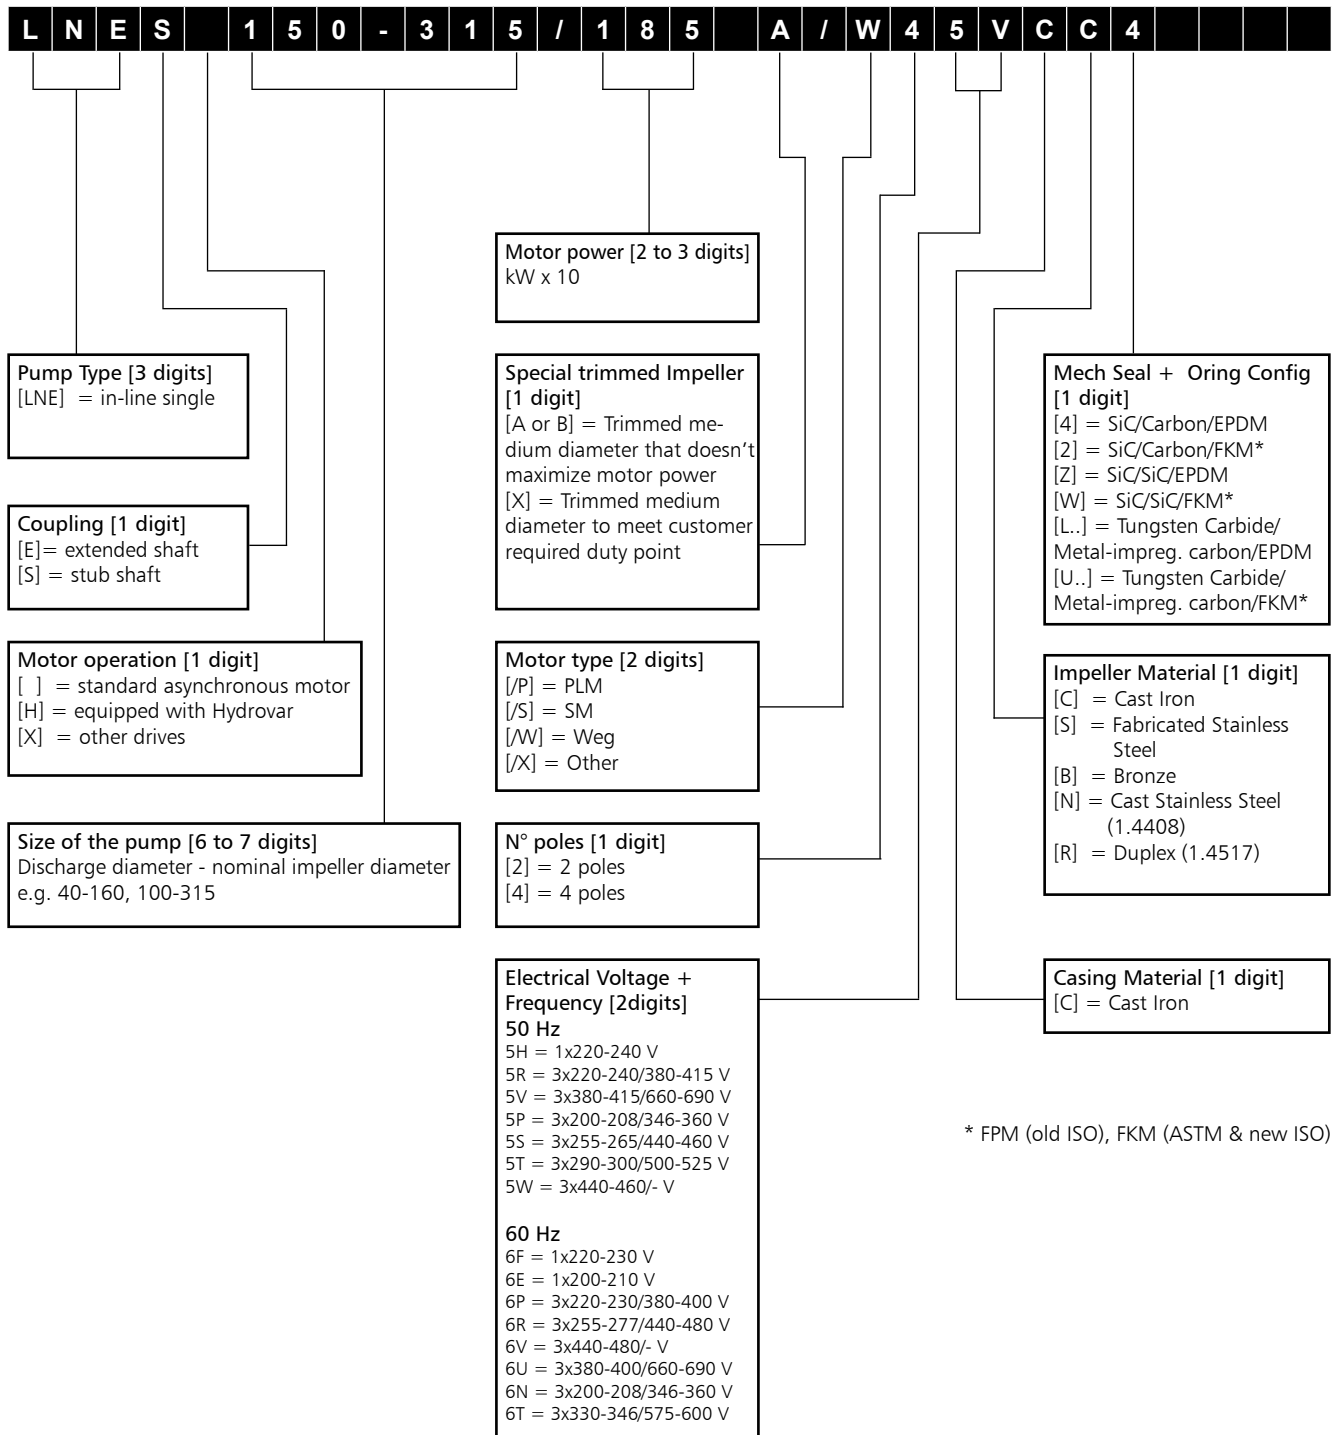 LNES 150-315/185 A/W45VCC4
Motor power [2 to 3 digits]
kW x 10
Pump Type [3 digits]
[LNE] = in-line single
Coupling [1 digit]
[E]= extended shaft
[S] = stub shaft
Motor operation [1 digit]
[ ] = standard asynchronous motor
[H] = equipped with Hydrovar
[X] = other drives
Size of the pump [6 to 7 digits]
Discharge diameter - nominal impeller diameter
e.g. 40-160, 100-315
Special trimmed Impeller
[1 digit]
[A or B] = Trimmed me-
dium diameter that doesn't
maximize motor power
[X] = Trimmed medium
diameter to meet customer
required duty point
Motor type [2 digits]
[/P] = PLM
[/S] = SM
[/W] = Weg
[/X] = Other
N° poles [1 digit]
[2] = 2 poles
[4] = 4 poles
Electrical Voltage +
Frequency [2digits]
50 Hz
5H = 1x220-240 V
5R = 3x220-240/380-415 V
5V = 3x380-415/660-690 V
5P = 3x200-208/346-360 V
5S = 3x255-265/440-460 V
5T = 3x290-300/500-525 V
5W = 3x440-460/- V
60 Hz
6F = 1x220-230 V
6E = 1x200-210 V
6P = 3x220-230/380-400 V
6R = 3x255-277/440-480 V
6V = 3x440-480/- V
6U = 3x380-400/660-690 V
6N = 3x200-208/346-360 V
6T = 3x330-346/575-600 V
Mech Seal + Oring Config
[1 digit]
[4] = SiC/Carbon/EPDM
[2] = SiC/Carbon/FKM*
[Z] = SiC/SiC/EPDM
[W] = SiC/SiC/FKM*
[L..] = Tungsten Carbide/
Metal-impreg. carbon/EPDM
[U..] = Tungsten Carbide/
Metal-impreg. carbon/FKM*
Impeller Material [1 digit]
[C] = Cast Iron
[S] = Fabricated Stainless
Steel
[B] = Bronze
[N] = Cast Stainless Steel
(1.4408)
[R] = Duplex (1.4517)
Casing Material [1 digit]
[C] = Cast Iron
* FPM (old ISO), FKM (ASTM & new ISO)